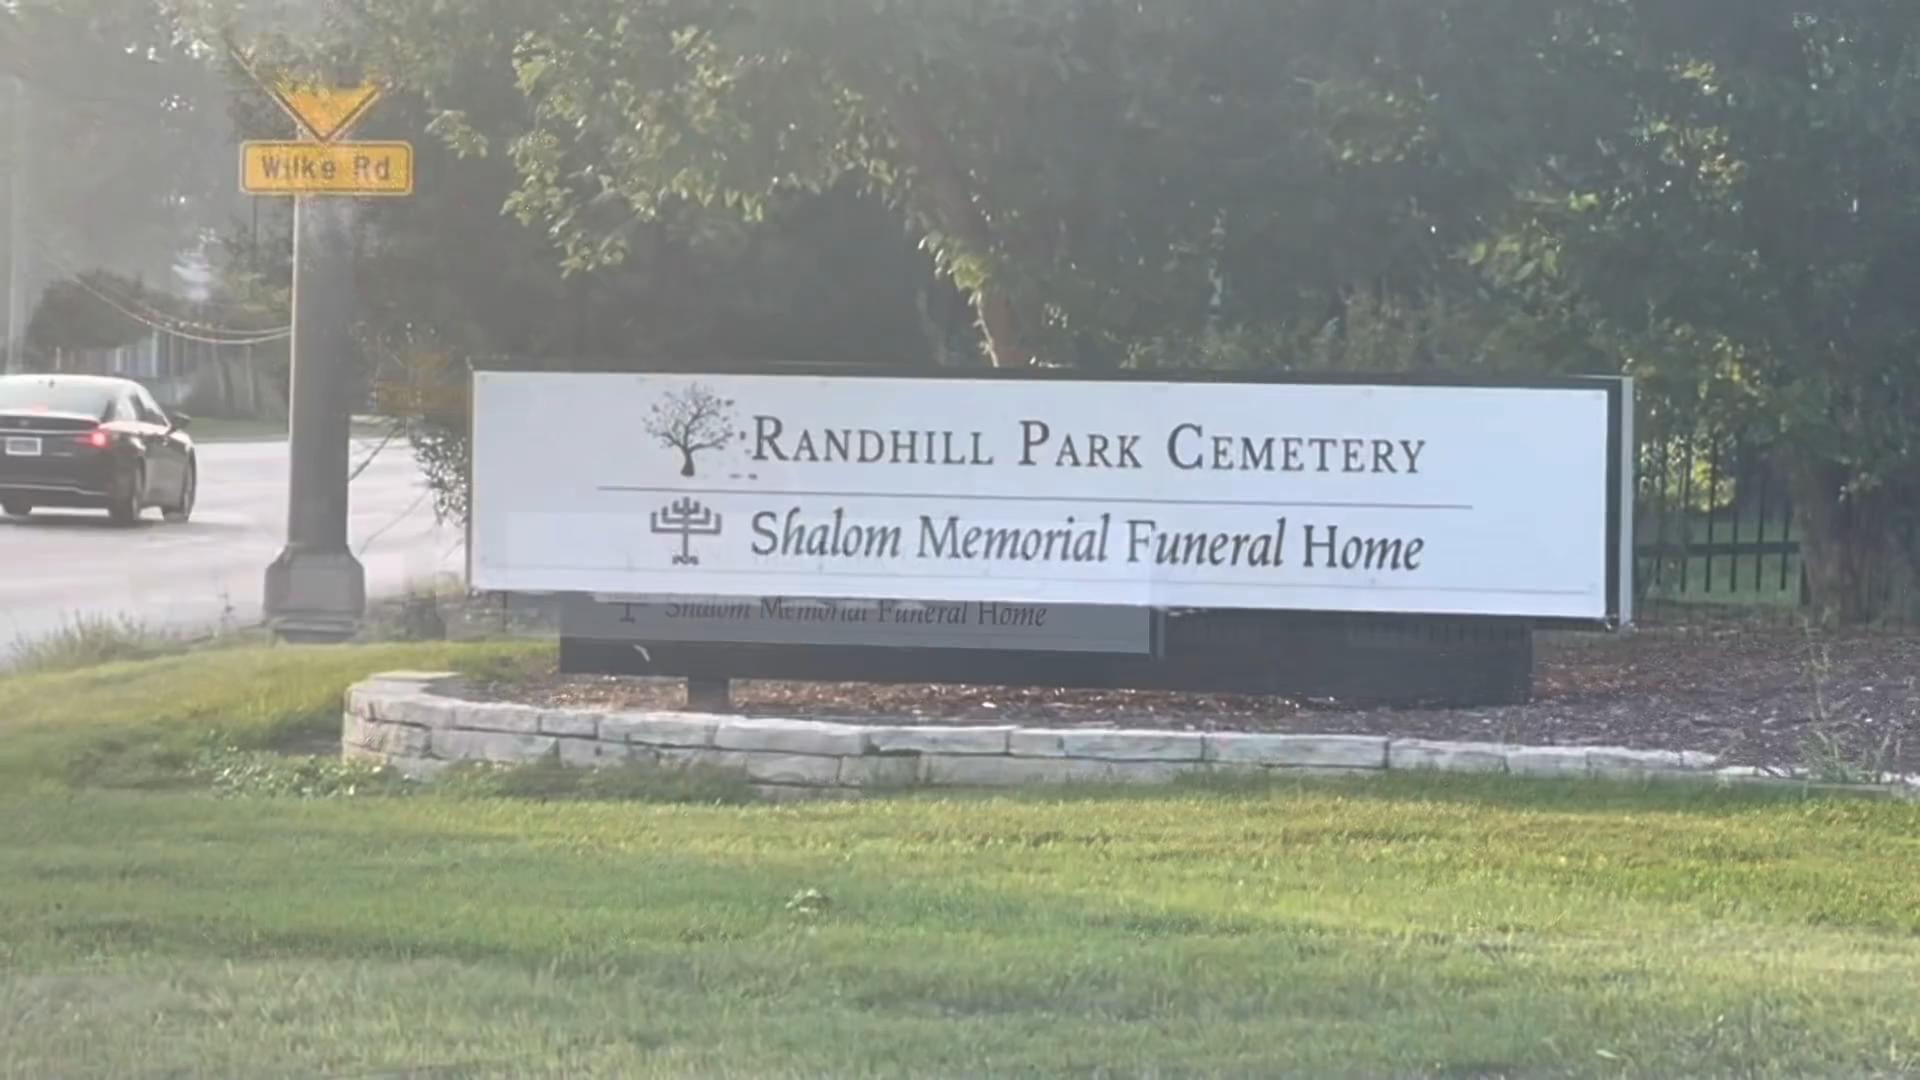 Wilke Rd
RANDHILL PARK CEMETERY
Shalom Memorial Funeral Home
Shalom Memorial Funeral Home